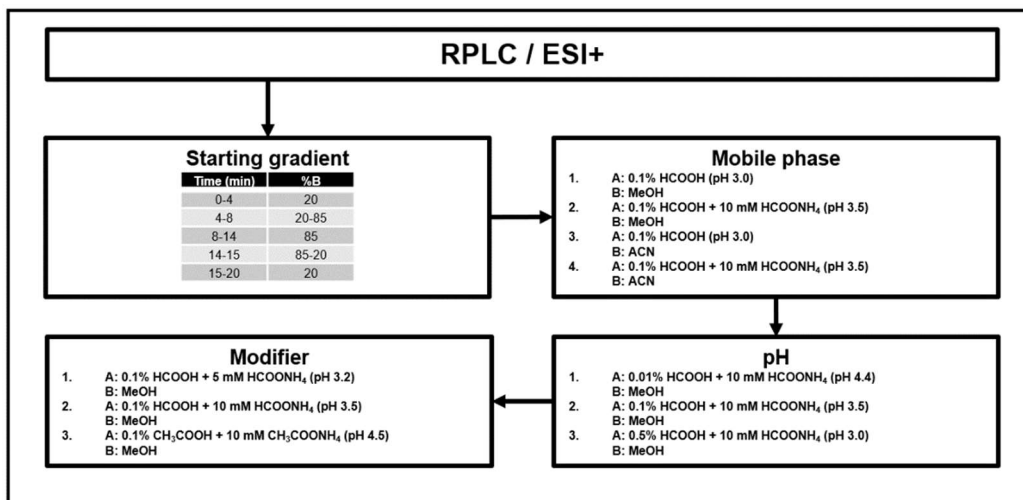 RPLC / ESI+
Starting gradient
Time (min) %B
0-4 20
4-8 20-85
8-14 85
14-15 85-20
15-20 20
Mobile phase
1. A: 0.1% HCOOH (pH 3.0)
B: MeOH
2. A: 0.1% HCOOH + 10 mM HCOONH₄ (pH 3.5)
B: MeOH
3. A: 0.1% HCOOH (pH 3.0)
B: ACN
4. A: 0.1% HCOOH + 10 mM HCOONH₄ (pH 3.5)
B: ACN
pH
1. A: 0.01% HCOOH + 10 mM HCOONH₄ (pH 4.4)
B: MeOH
2. A: 0.1% HCOOH + 10 mM HCOONH₄ (pH 3.5)
B: MeOH
3. A: 0.5% HCOOH + 10 mM HCOONH₄ (pH 3.0)
B: MeOH
Modifier
1. A: 0.1% HCOOH + 5 mM HCOONH₄ (pH 3.2)
B: MeOH
2. A: 0.1% HCOOH + 10 mM HCOONH₄ (pH 3.5)
B: MeOH
3. A: 0.1% CH₃COOH + 10 mM CH₃COONH₄ (pH 4.5)
B: MeOH